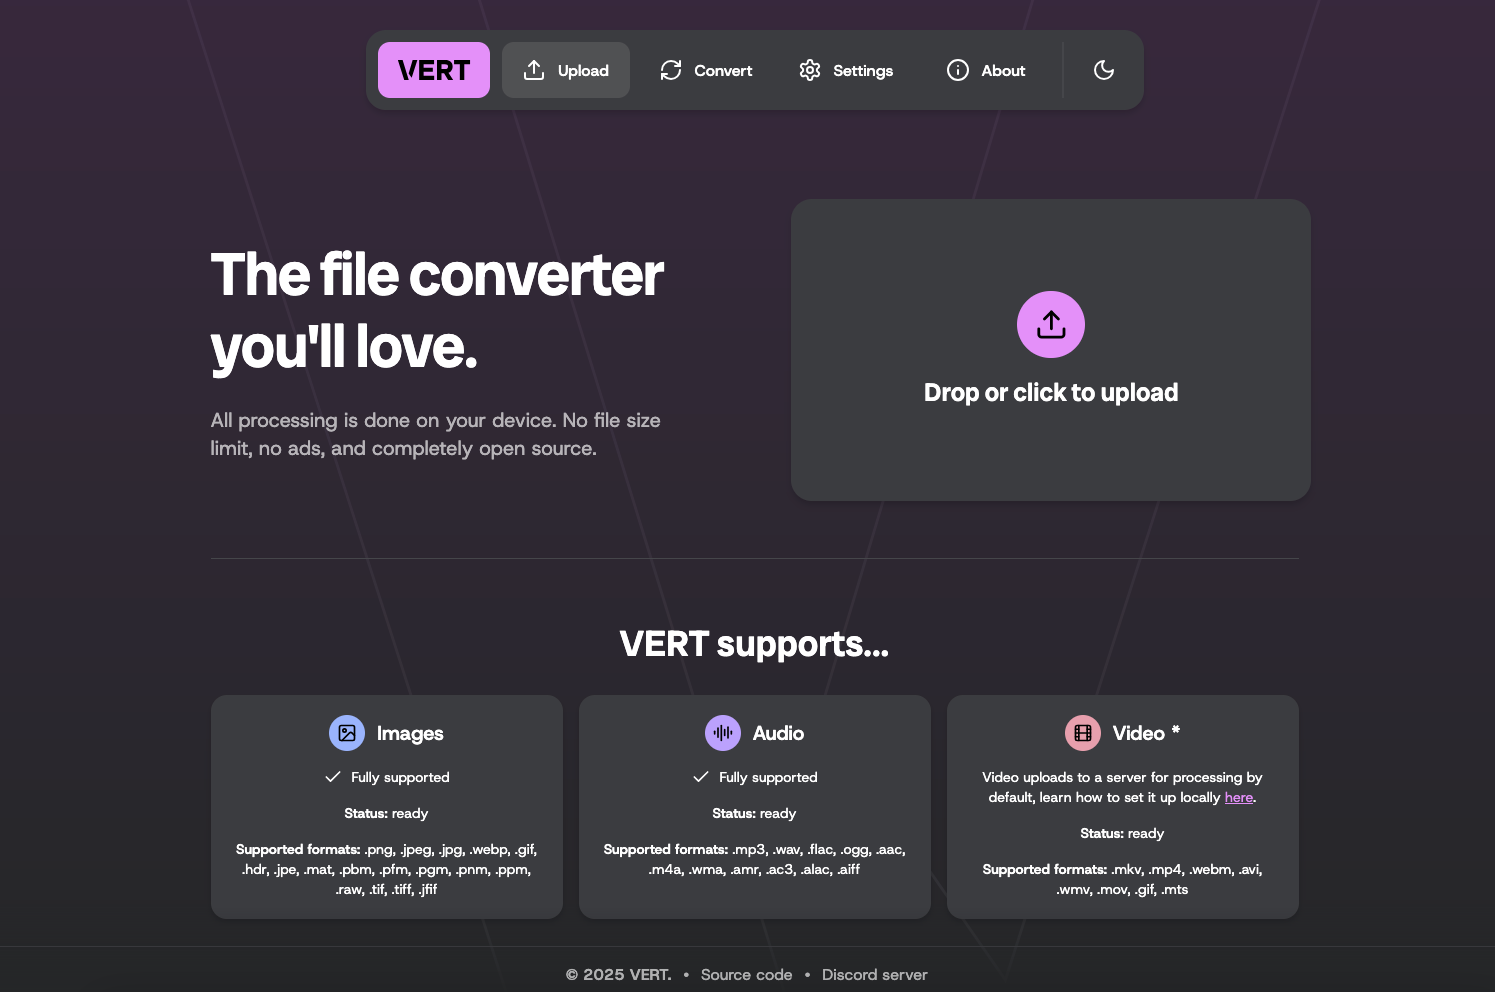 VERT
Upload
Convert
Settings
About
The file converter
you'll love.
All processing is done on your device. No file size
limit, no ads, and completely open source.
Drop or click to upload
VERT supports...
Images
Fully supported
Status: ready
Supported formats: .png, .jpeg, .jpg, .webp, .gif,
.hdr, .jpe, .mat, .pbm, .pfm, .pgm, .pnm, .ppm,
.raw, .tif, .tiff, .jfif
Audio
Fully supported
Status: ready
Supported formats: .mp3, .wav, .flac, .ogg, .aac,
.m4a, .wma, .amr, .ac3, .alac, .aiff
Video *
Video uploads to a server for processing by
default, learn how to set it up locally here.
Status: ready
Supported formats: .mkv, .mp4, .webm, .avi,
.wmv, .mov, .gif, .mts
© 2025 VERT. • Source code • Discord server